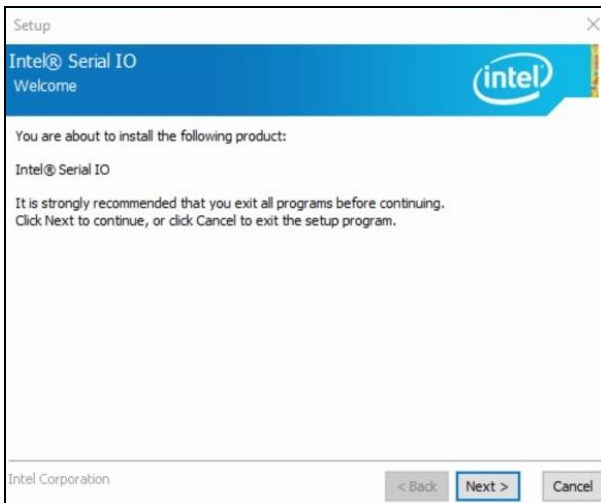 Setup
Intel® Serial IO
Welcome
intel
You are about to install the following product:
Intel® Serial IO
It is strongly recommended that you exit all programs before continuing.
Click Next to continue, or click Cancel to exit the setup program.
Intel Corporation
< Back Next > Cancel